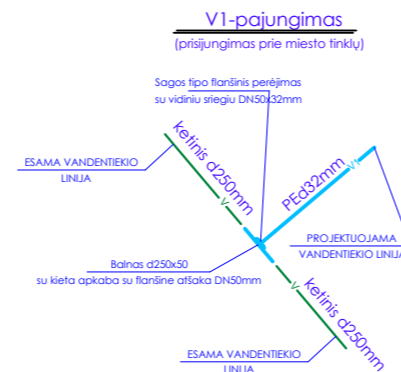 V1-pajungimas
(prisijungimas prie miesto tinklų)
Sagos tipo flanšinis perėjimas
su vidiniu sriegiu DN50x32mm
ketinis d250mm
ESAMA VANDENTIEKIO
LINIJA
PEd32mm
V1
V
PROJEKTUOJAMA
VANDENTIEKIO LINIJA
Balnas d250x50
su kieta apkaba su flanšine atšaka DN50mm
V
ketinis d250mm
ESAMA VANDENTIEKIO
LINIJA